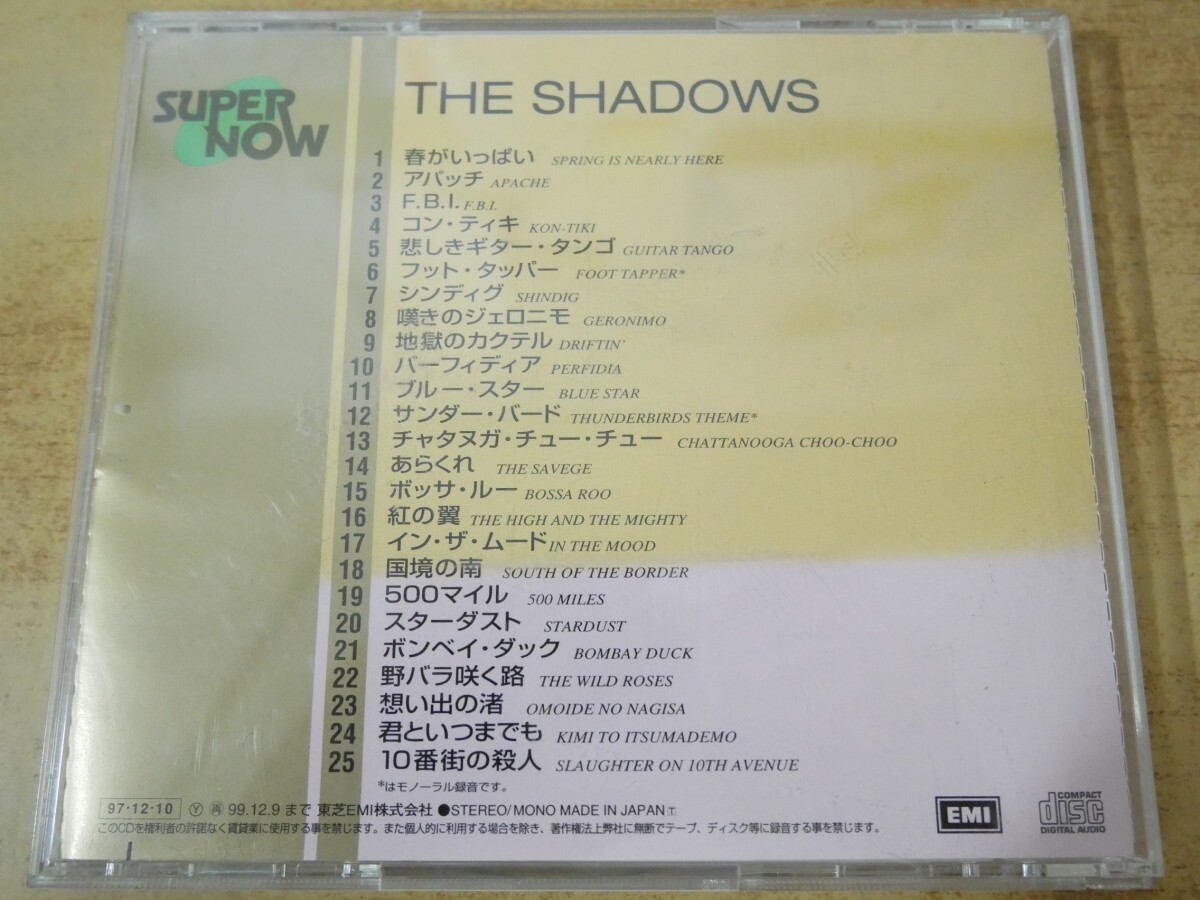 SUPER
NOW
THE SHADOWS
1 春がいっぱい SPRING IS NEARLY HERE
2 アパッチ APACHE
3 F.B.I. F.B.I.
4 コン・ティキ KON-TIKI
5 悲しきギター・タンゴ GUITAR TANGO
6 フット・タッパー FOOT TAPPER*
7 シンディグ SHINDIG
8 嘆きのジェロニモ GERONIMO
9 地獄のカクテル DRIFTIN'
10 パーフィディア PERFIDIA
11 ブルー・スター BLUE STAR
12 サンダー・バード THUNDERBIRDS THEME*
13 チャタヌガ・チュー・チュー CHATTANOOGA CHOO-CHOO
14 あらくれ THE SAVEGE
15 ボッサ・ルー BOSSA ROO
16 紅の翼 THE HIGH AND THE MIGHTY
17 イン・ザ・ムード IN THE MOOD
18 国境の南 SOUTH OF THE BORDER
19 500マイル 500 MILES
20 スターダスト STARDUST
21 ボンベイ・ダック BOMBAY DUCK
22 野バラ咲く路 THE WILD ROSES
23 想い出の渚 OMOIDE NO NAGISA
24 君といつまでも KIMI TO ITSUMADEMO
25 10番街の殺人 SLAUGHTER ON 10TH AVENUE
*はモノーラル録音です。
97・12・10 Ⓨ ㊢ 99.12.9 まで 東芝EMI株式会社 ●STEREO/MONO MADE IN JAPAN Ⓣ
このCDを権利者の許諾なく賃貸業に使用する事を禁じます。また個人的に利用する場合を除き、著作権法上弊社に無断でテープ、ディスク等に録音する事を禁じます。
EMI
COMPACT
disc
DIGITAL AUDIO